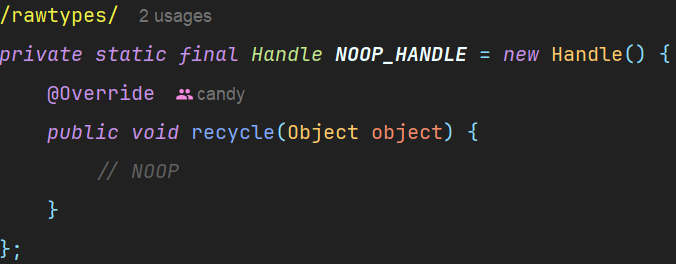 /rawtypes/ 2 usages
private static final Handle NOOP_HANDLE = new Handle() {
@Override candy
public void recycle(Object object) {
// NOOP
}
};